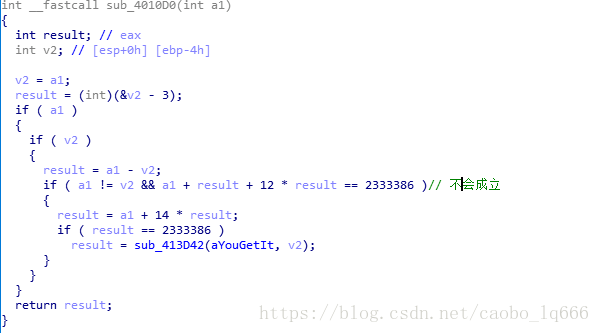 int __fastcall sub_4010D0(int a1)
{
int result; // eax
int v2; // [esp+0h] [ebp-4h]
v2 = a1;
result = (int)(&v2 - 3);
if ( a1 )
{
if ( v2 )
{
result = a1 - v2;
if ( a1 != v2 && a1 + result + 12 * result == 2333386 )// 不会成立
{
result = a1 + 14 * result;
if ( result == 2333386 )
result = sub_413D42(aYouGetIt, v2);
}
}
}
return result;
}
https://blog.csdn.net/caobo_lq666